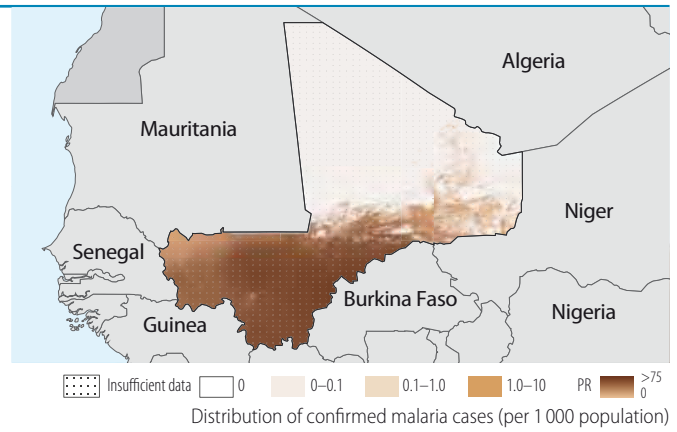 Algeria
Mauritania
Niger
Senegal
Burkina Faso
Nigeria
Guinea
Insufficient data 0 0–0.1 0.1–1.0 1.0–10 PR >75
0
Distribution of confirmed malaria cases (per 1 000 population)